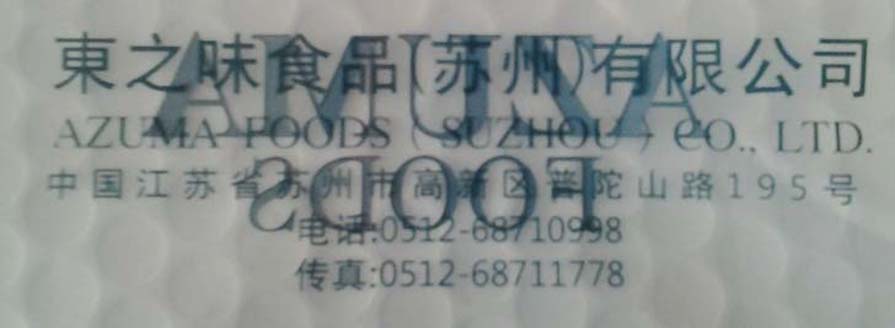 東之味食品(苏州)有限公司
AZUMA FOODS (SUZHOU) CO., LTD.
中国江苏省苏州市高新区普陀山路195号
电话:0512-68710998
传真:0512-68711778
AZUMA
FOODS